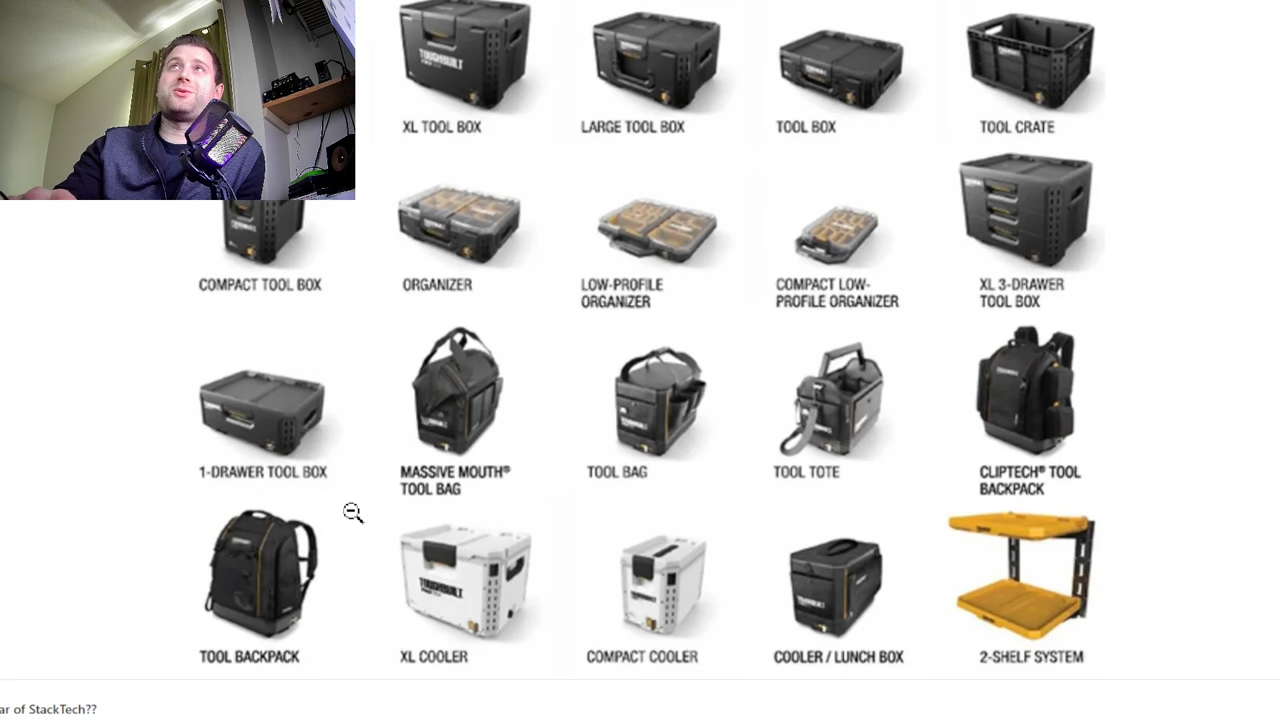 TOUGHBUILT
XL TOOL BOX
LARGE TOOL BOX
TOOL BOX
TOOL CRATE
COMPACT TOOL BOX
ORGANIZER
LOW-PROFILE
ORGANIZER
COMPACT LOW-
PROFILE ORGANIZER
XL 3-DRAWER
TOOL BOX
1-DRAWER TOOL BOX
MASSIVE MOUTH®
TOOL BAG
TOOL BAG
TOOL TOTE
CLIPTECH® TOOL
BACKPACK
TOUGHBUILT
TOOL BACKPACK
XL COOLER
COMPACT COOLER
COOLER / LUNCH BOX
2-SHELF SYSTEM
ar of StackTech??